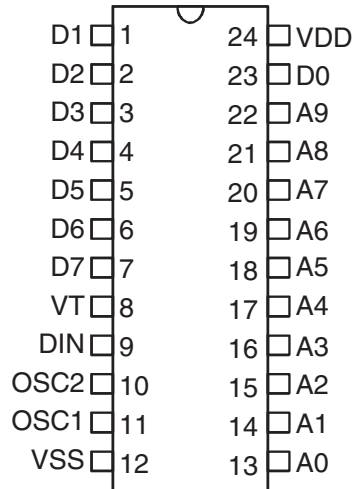 D1 1 24 VDD
D2 2 23 D0
D3 3 22 A9
D4 4 21 A8
D5 5 20 A7
D6 6 19 A6
D7 7 18 A5
VT 8 17 A4
DIN 9 16 A3
OSC2 10 15 A2
OSC1 11 14 A1
VSS 12 13 A0